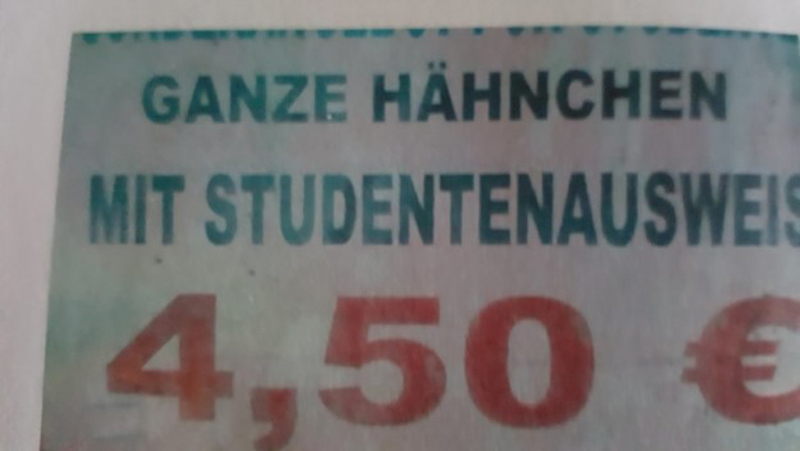 GANZE HÄHNCHEN
MIT STUDENTENAUSWEIS
4,50 €